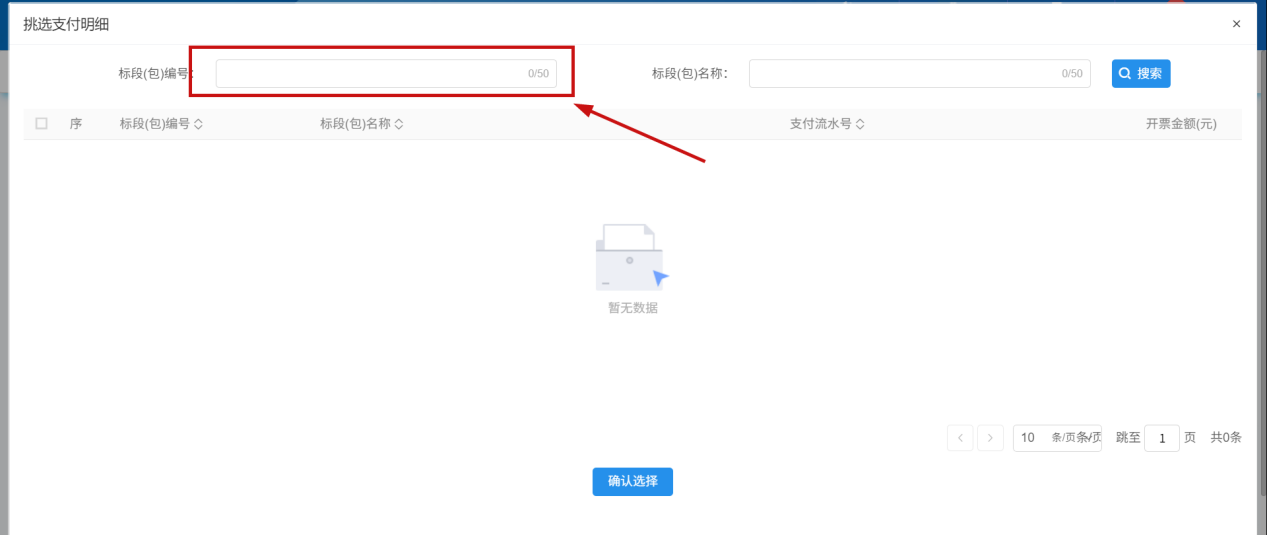 挑选支付明细 ×
标段(包)编号: 0/50 标段(包)名称: 0/50 搜索
序 标段(包)编号 标段(包)名称 支付流水号 开票金额(元)
暂无数据
10 条/页条/页 跳至 1 页 共0条
确认选择